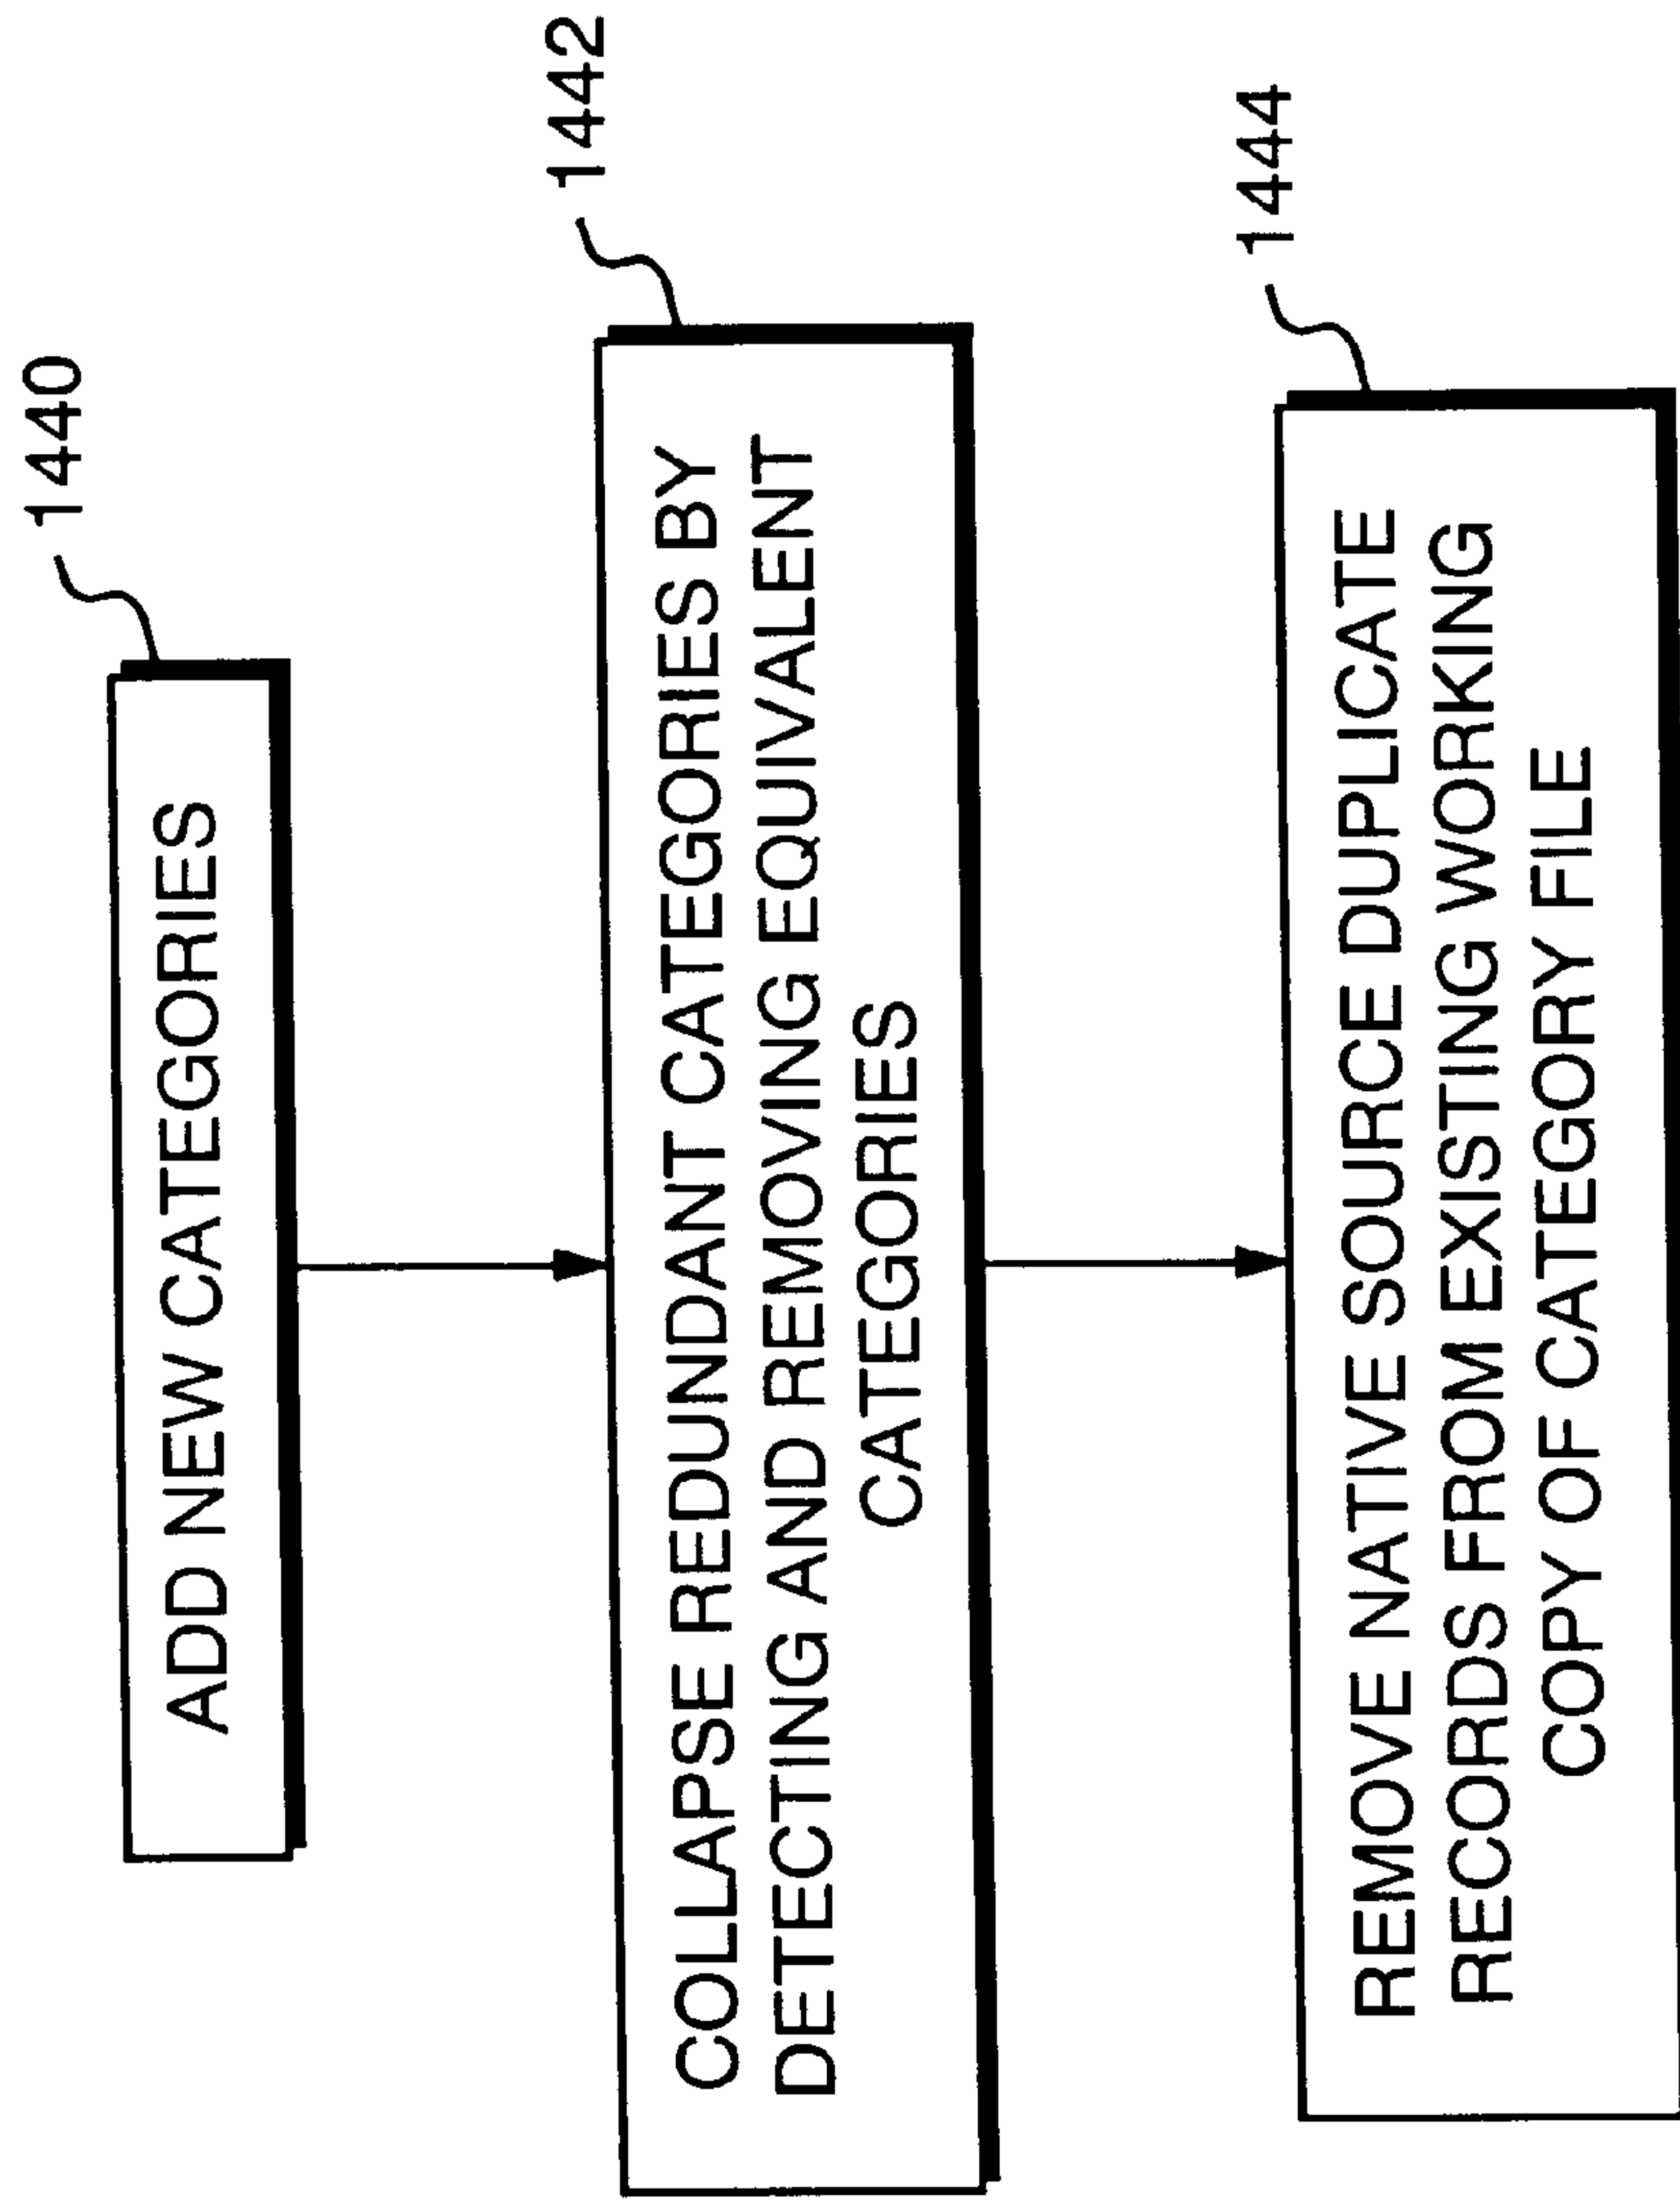 1440
ADD NEW CATEGORIES
1442
COLLAPSE REDUNDANT CATEGORIES BY
DETECTING AND REMOVING EQUIVALENT
CATEGORIES
1444
REMOVE NATIVE SOURCE DUPLICATE
RECORDS FROM EXISTING WORKING
COPY OF CATEGORY FILE